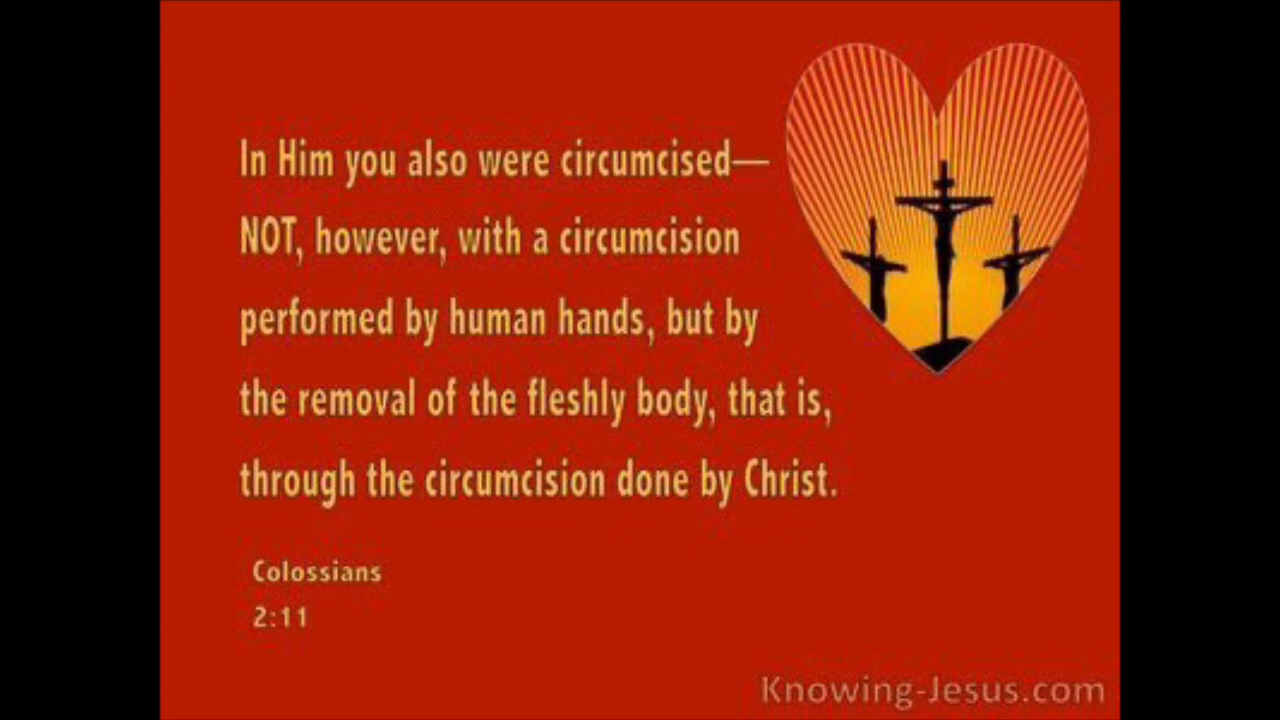 In Him you also were circumcised—
NOT, however, with a circumcision
performed by human hands, but by
the removal of the fleshly body, that is,
through the circumcision done by Christ.
Colossians
2:11
Knowing-Jesus.com